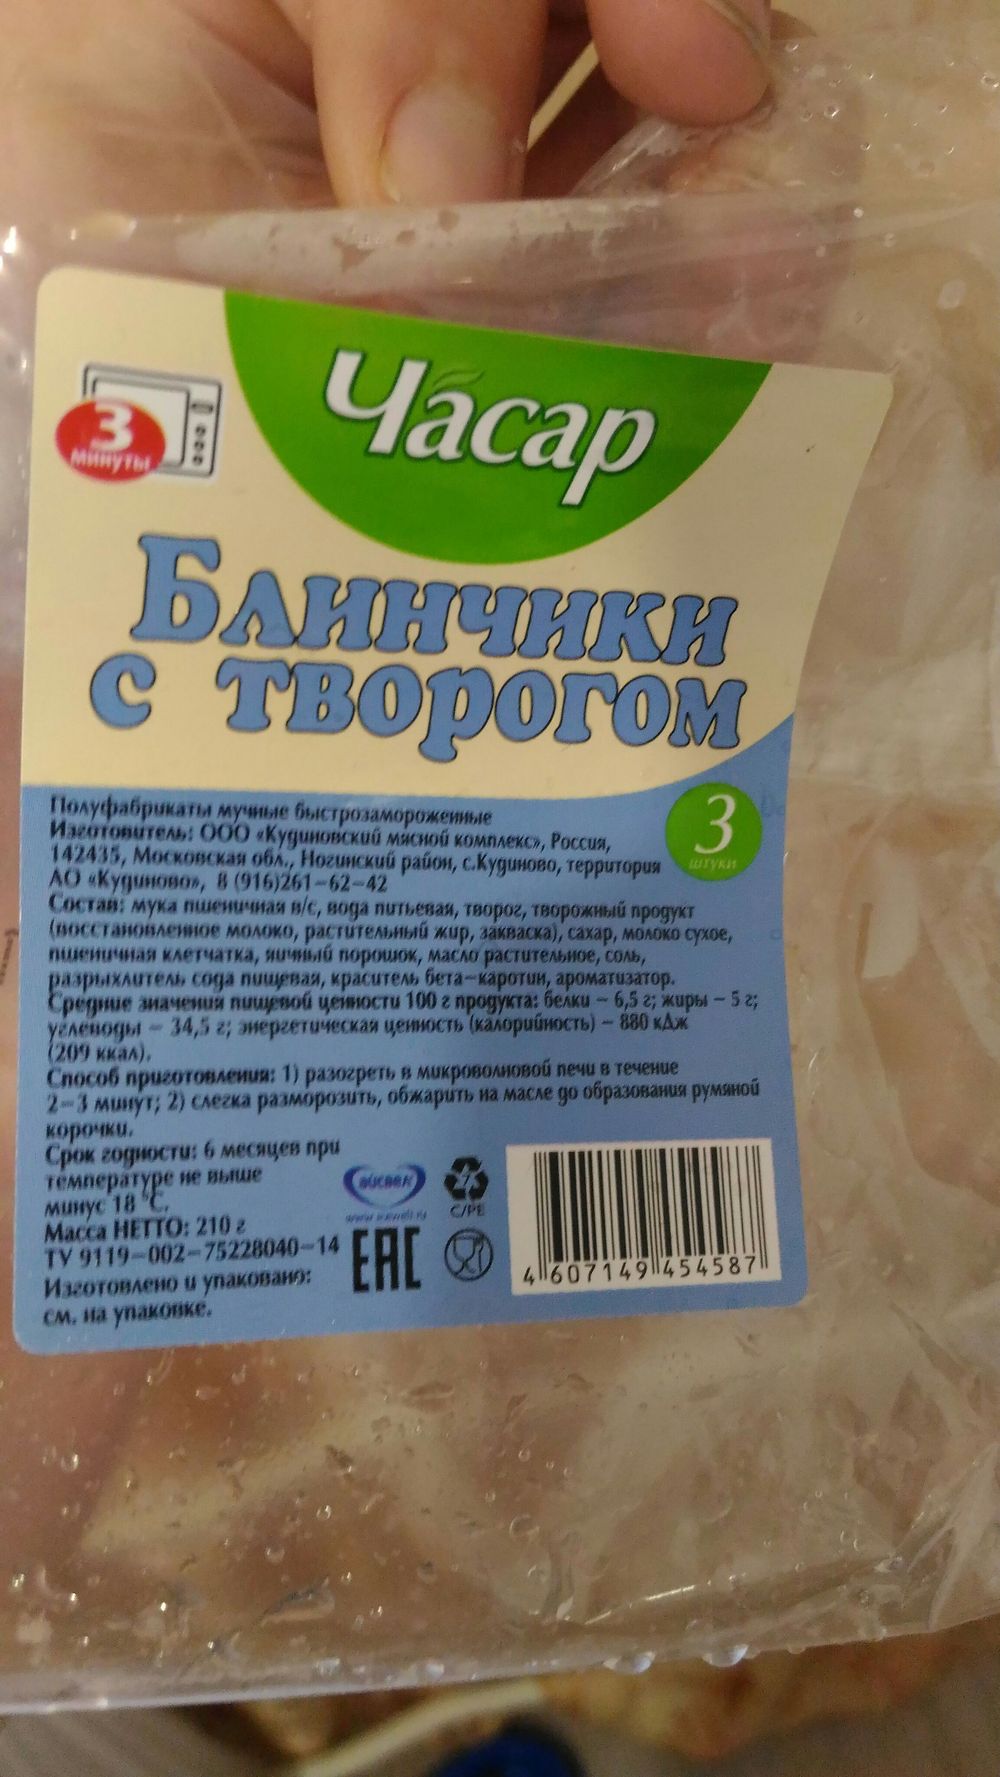 Часар
3
минуты
Блинчики
с творогом
3
штуки
Полуфабрикаты мучные быстрозамороженные
Изготовитель: ООО «Кудиновский мясной комплекс», Россия,
142435, Московская обл., Ногинский район, с.Кудиново, территория
АО «Кудиново», 8 (916)261-62-42
Состав: мука пшеничная в/с, вода питьевая, творог, творожный продукт
(восстановленное молоко, растительный жир, закваска), сахар, молоко сухое,
пшеничная клетчатка, яичный порошок, масло растительное, соль,
разрыхлитель сода пищевая, краситель бета-каротин, ароматизатор.
Средние значения пищевой ценности 100 г продукта: белки – 6,5 г; жиры – 5 г;
углеводы – 34,5 г; энергетическая ценность (калорийность) – 880 кДж
(209 ккал).
Способ приготовления: 1) разогреть в микроволновой печи в течение
2-3 минут; 2) слегка разморозить, обжарить на масле до образования румяной
корочки.
Срок годности: 6 месяцев при
температуре не выше
минус 18 °С.
Масса НЕТТО: 210 г
ТУ 9119-002-75228040-14
Изготовлено и упаковано:
см. на упаковке.
7
C/PE
EAC
4 607149 454587